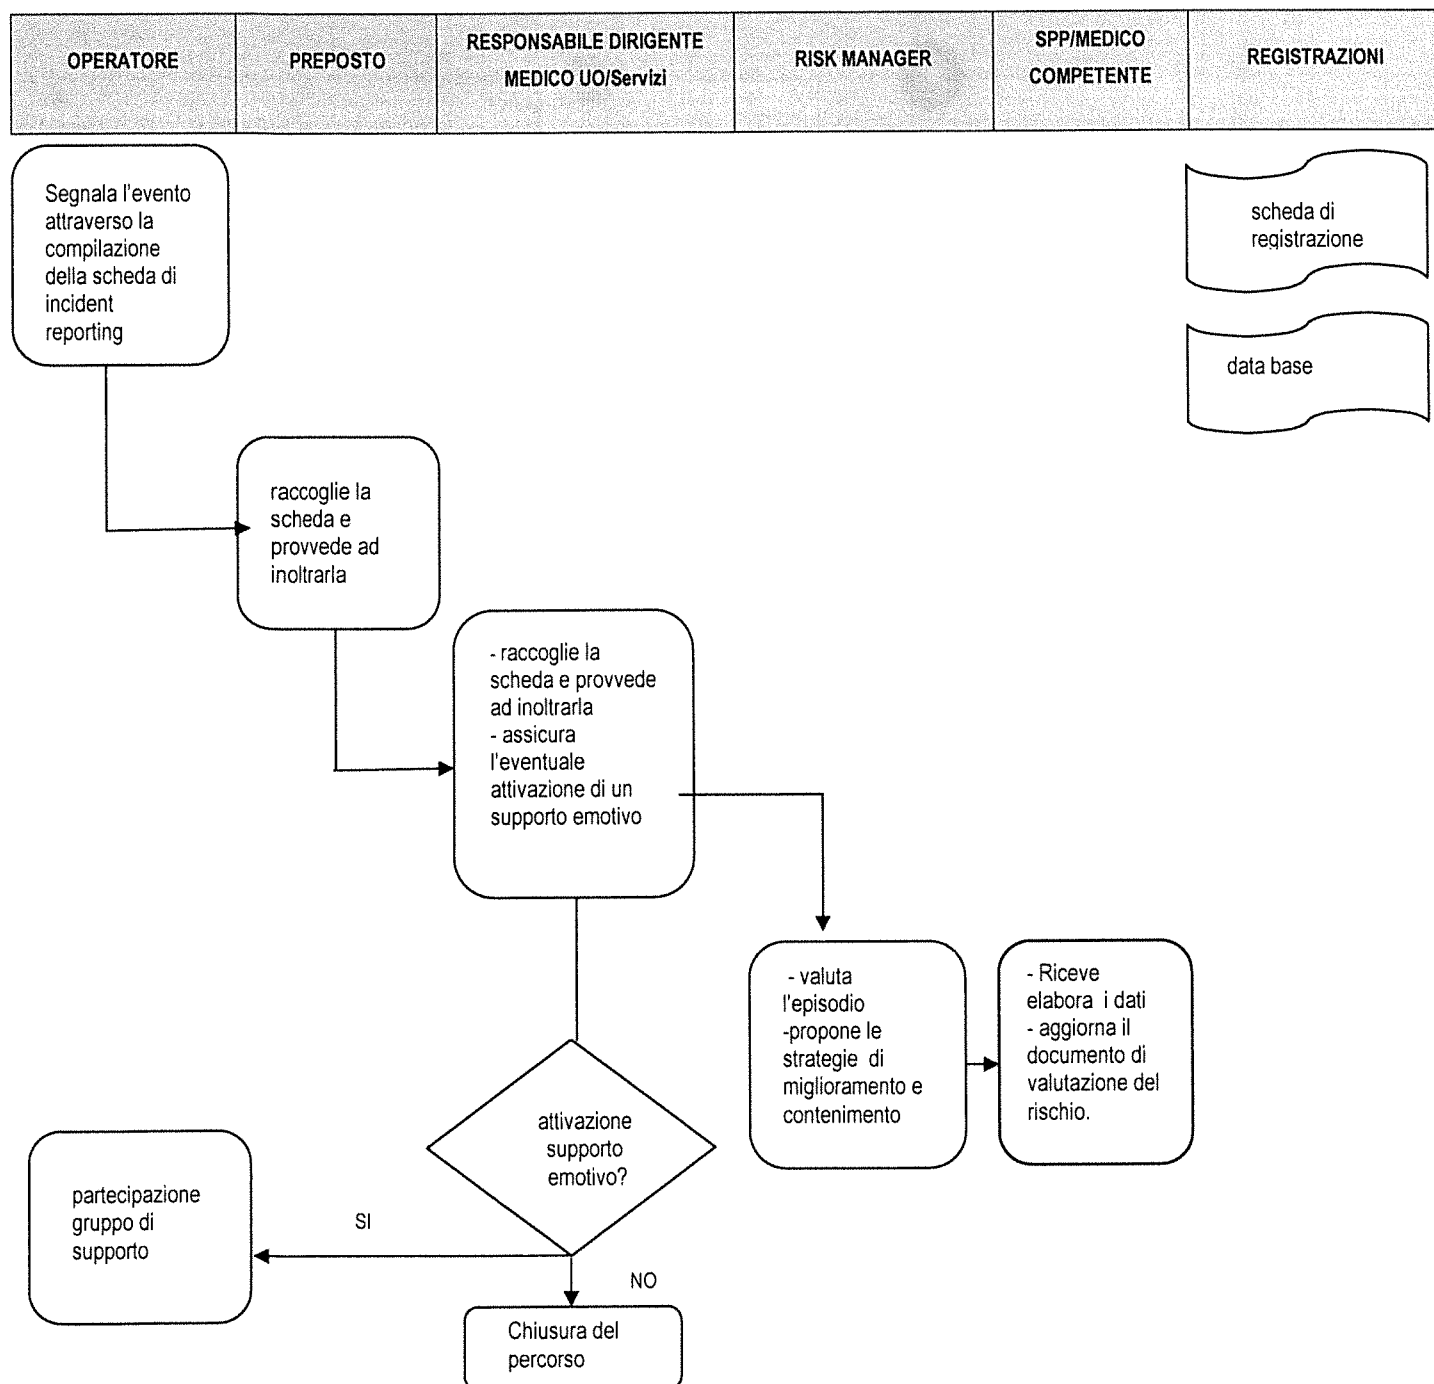 OPERATORE
PREPOSTO
RESPONSABILE DIRIGENTE
MEDICO UO/Servizi
RISK MANAGER
SPP/MEDICO
COMPETENTE
REGISTRAZIONI
Segnala l'evento
attraverso la
compilazione
della scheda di
incident
reporting
scheda di
registrazione
data base
raccoglie la
scheda e
provvede ad
inoltrarla
- raccoglie la
scheda e provvede
ad inoltrarla
- assicura
l'eventuale
attivazione di un
supporto emotivo
- valuta
l'episodio
-propone le
strategie di
miglioramento e
contenimento
- Riceve
elabora i dati
- aggiorna il
documento di
valutazione del
rischio.
attivazione
supporto
emotivo?
partecipazione
gruppo di
supporto
SI
NO
Chiusura del
percorso